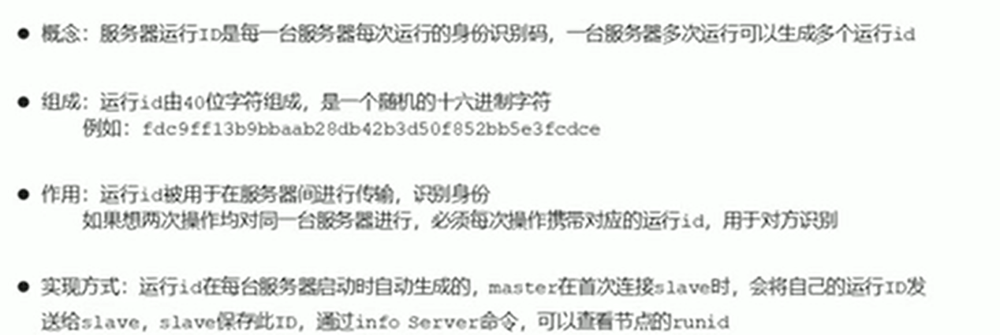 ● 概念：服务器运行ID是每一台服务器每次运行的身份识别码，一台服务器多次运行可以生成多个运行id
● 组成：运行id由40位字符组成，是一个随机的十六进制字符
例如：fdc9ff13b9bbaab28db42b3d50f852bb5e3fcdce
● 作用：运行id被用于在服务器间进行传输，识别身份
如果想两次操作均对同一台服务器进行，必须每次操作携带对应的运行id，用于对方识别
● 实现方式：运行id在每台服务器启动时自动生成的，master在首次连接slave时，会将自己的运行ID发
送给slave，slave保存此ID，通过info Server命令，可以查看节点的runid